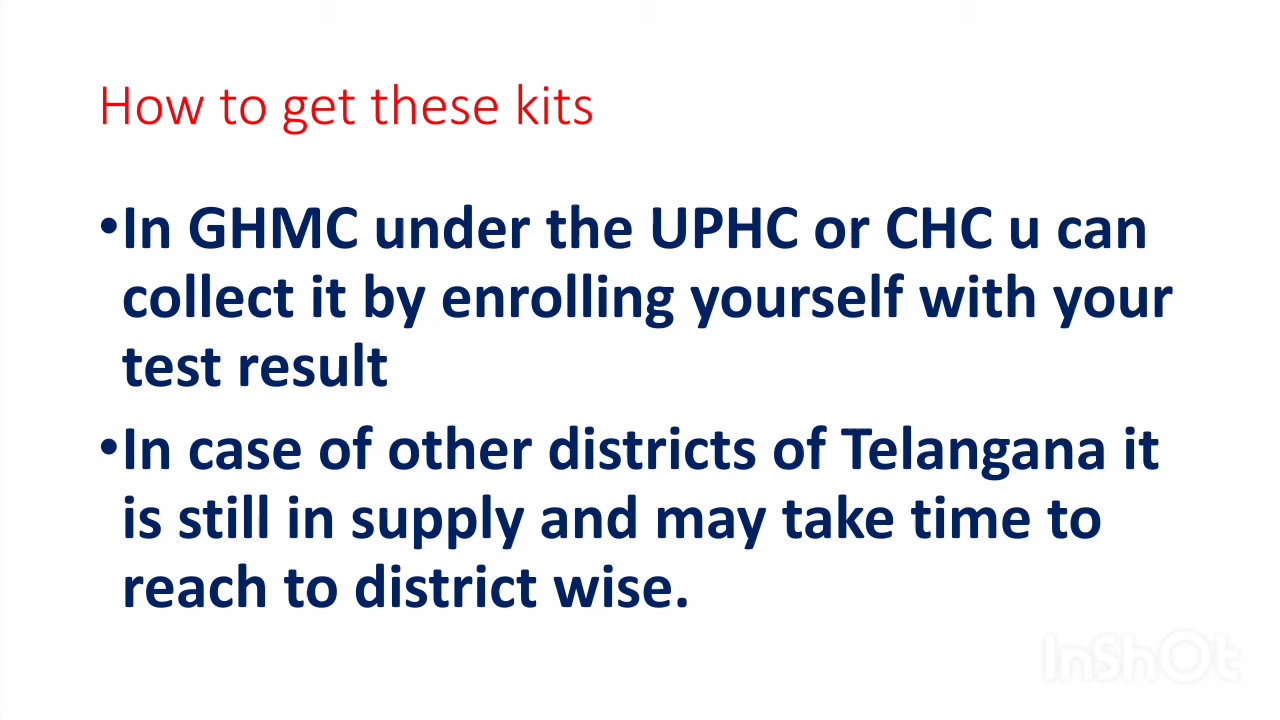 How to get these kits
•In GHMC under the UPHC or CHC u can
collect it by enrolling yourself with your
test result
•In case of other districts of Telangana it
is still in supply and may take time to
reach to district wise.
InShOt